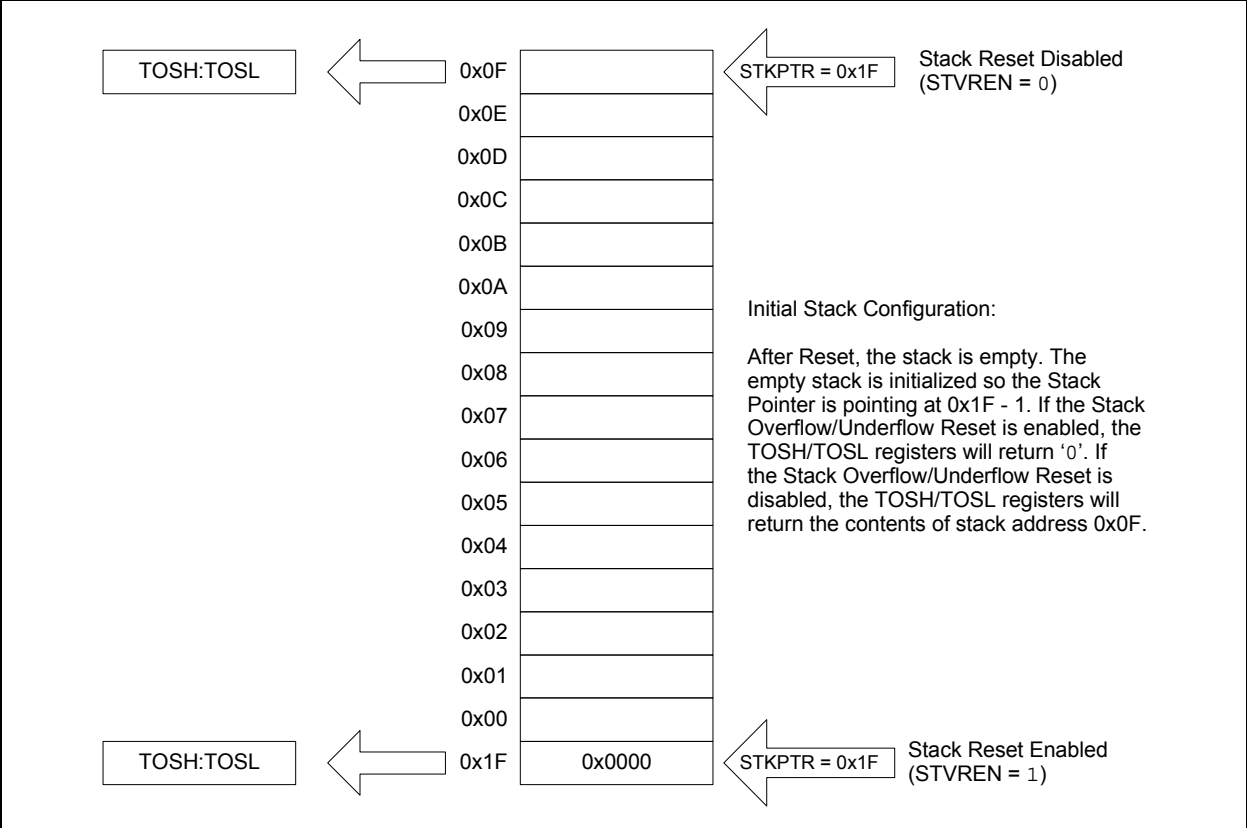 TOSH:TOSL
0x0F
STKPTR = 0x1F
Stack Reset Disabled
(STVREN = 0)
0x0E
0x0D
0x0C
0x0B
0x0A
0x09
0x08
0x07
0x06
0x05
0x04
0x03
0x02
0x01
0x00
Initial Stack Configuration:
After Reset, the stack is empty. The
empty stack is initialized so the Stack
Pointer is pointing at 0x1F - 1. If the Stack
Overflow/Underflow Reset is enabled, the
TOSH/TOSL registers will return ‘0’. If
the Stack Overflow/Underflow Reset is
disabled, the TOSH/TOSL registers will
return the contents of stack address 0x0F.
TOSH:TOSL
0x1F
0x0000
STKPTR = 0x1F
Stack Reset Enabled
(STVREN = 1)